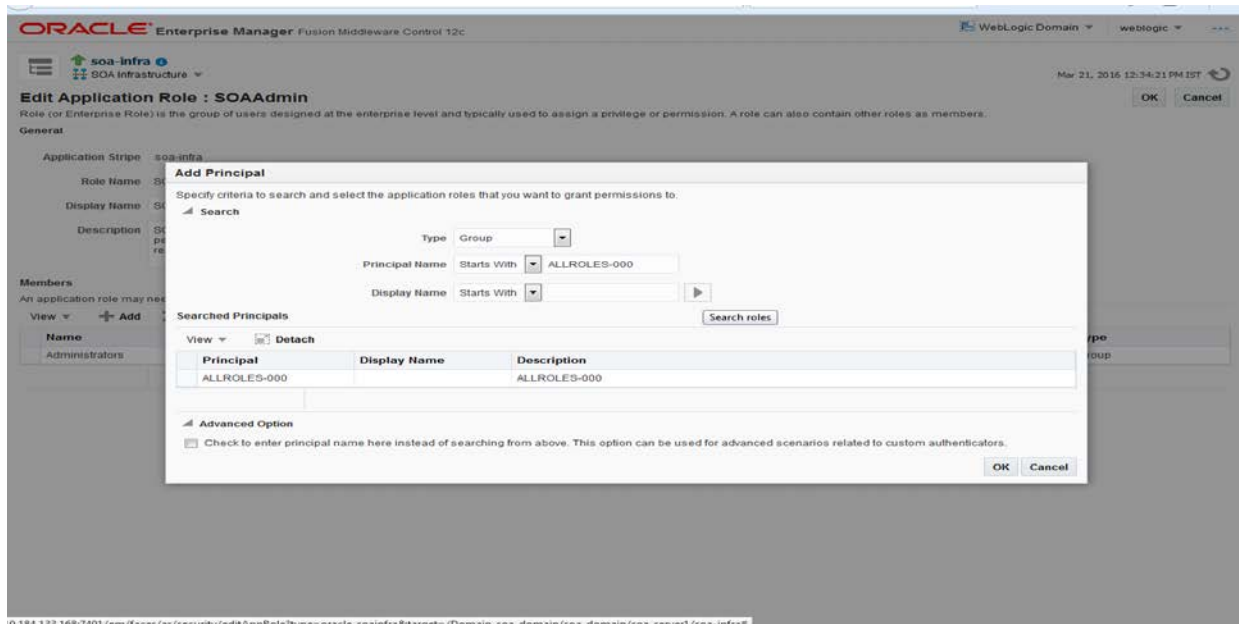 ORACLE Enterprise Manager Fusion Middleware Control 12c
WebLogic Domain weblogic
soa-infra
SOA Infrastructure
Mar 21, 2016 12:34:21 PM IST
Edit Application Role : SOAAdmin
OK Cancel
Role (or Enterprise Role) is the group of users designed at the enterprise level and typically used to assign a privilege or permission. A role can also contain other roles as members.
General
Application Stripe soa-infra
Role Name
Display Name
Description
Members
An application role may
View Add
Name
Administrators
Add Principal
Specify criteria to search and select the application roles that you want to grant permissions to.
Search
Type Group
Principal Name Starts With ALLROLES-000
Display Name Starts With
Search roles
Searched Principals
View Detach
Principal Display Name Description
ALLROLES-000 ALLROLES-000
Advanced Option
Check to enter principal name here instead of searching from above. This option can be used for advanced scenarios related to custom authenticators.
OK Cancel